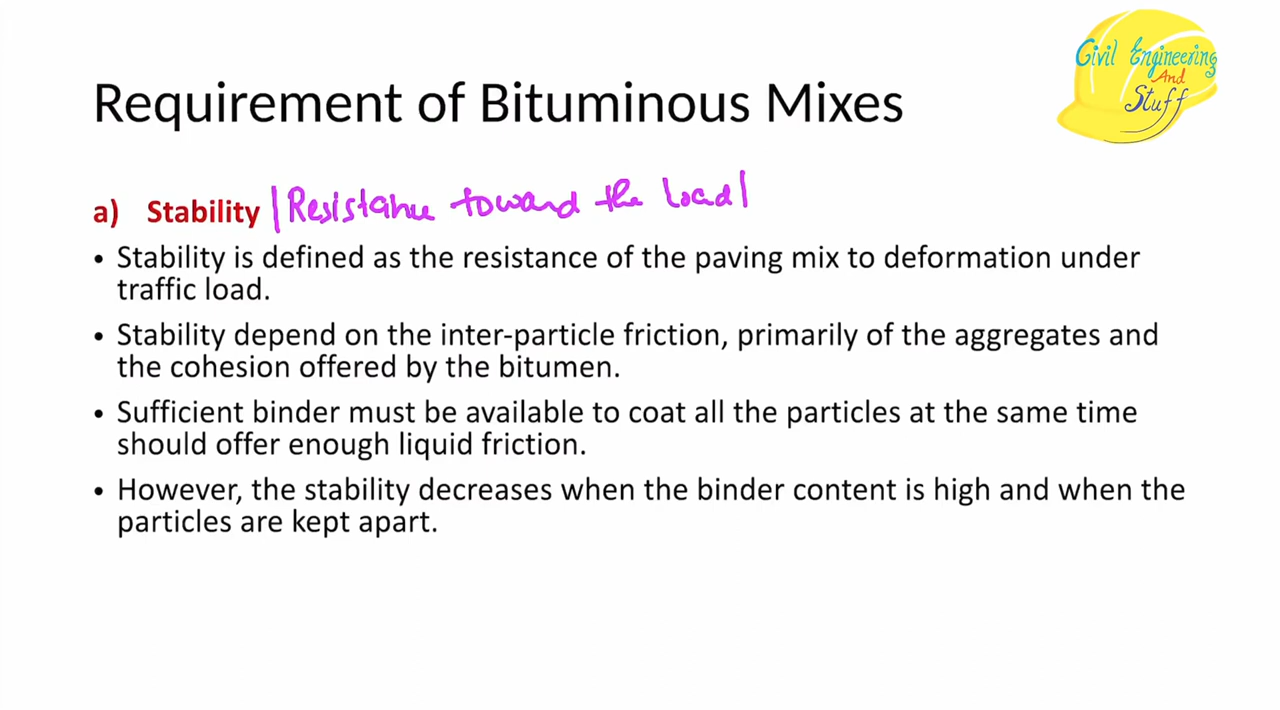 Civil Engineering
And
Stuff
Requirement of Bituminous Mixes
a) Stability |Resistance toward the load|
• Stability is defined as the resistance of the paving mix to deformation under
traffic load.
• Stability depend on the inter-particle friction, primarily of the aggregates and
the cohesion offered by the bitumen.
• Sufficient binder must be available to coat all the particles at the same time
should offer enough liquid friction.
• However, the stability decreases when the binder content is high and when the
particles are kept apart.